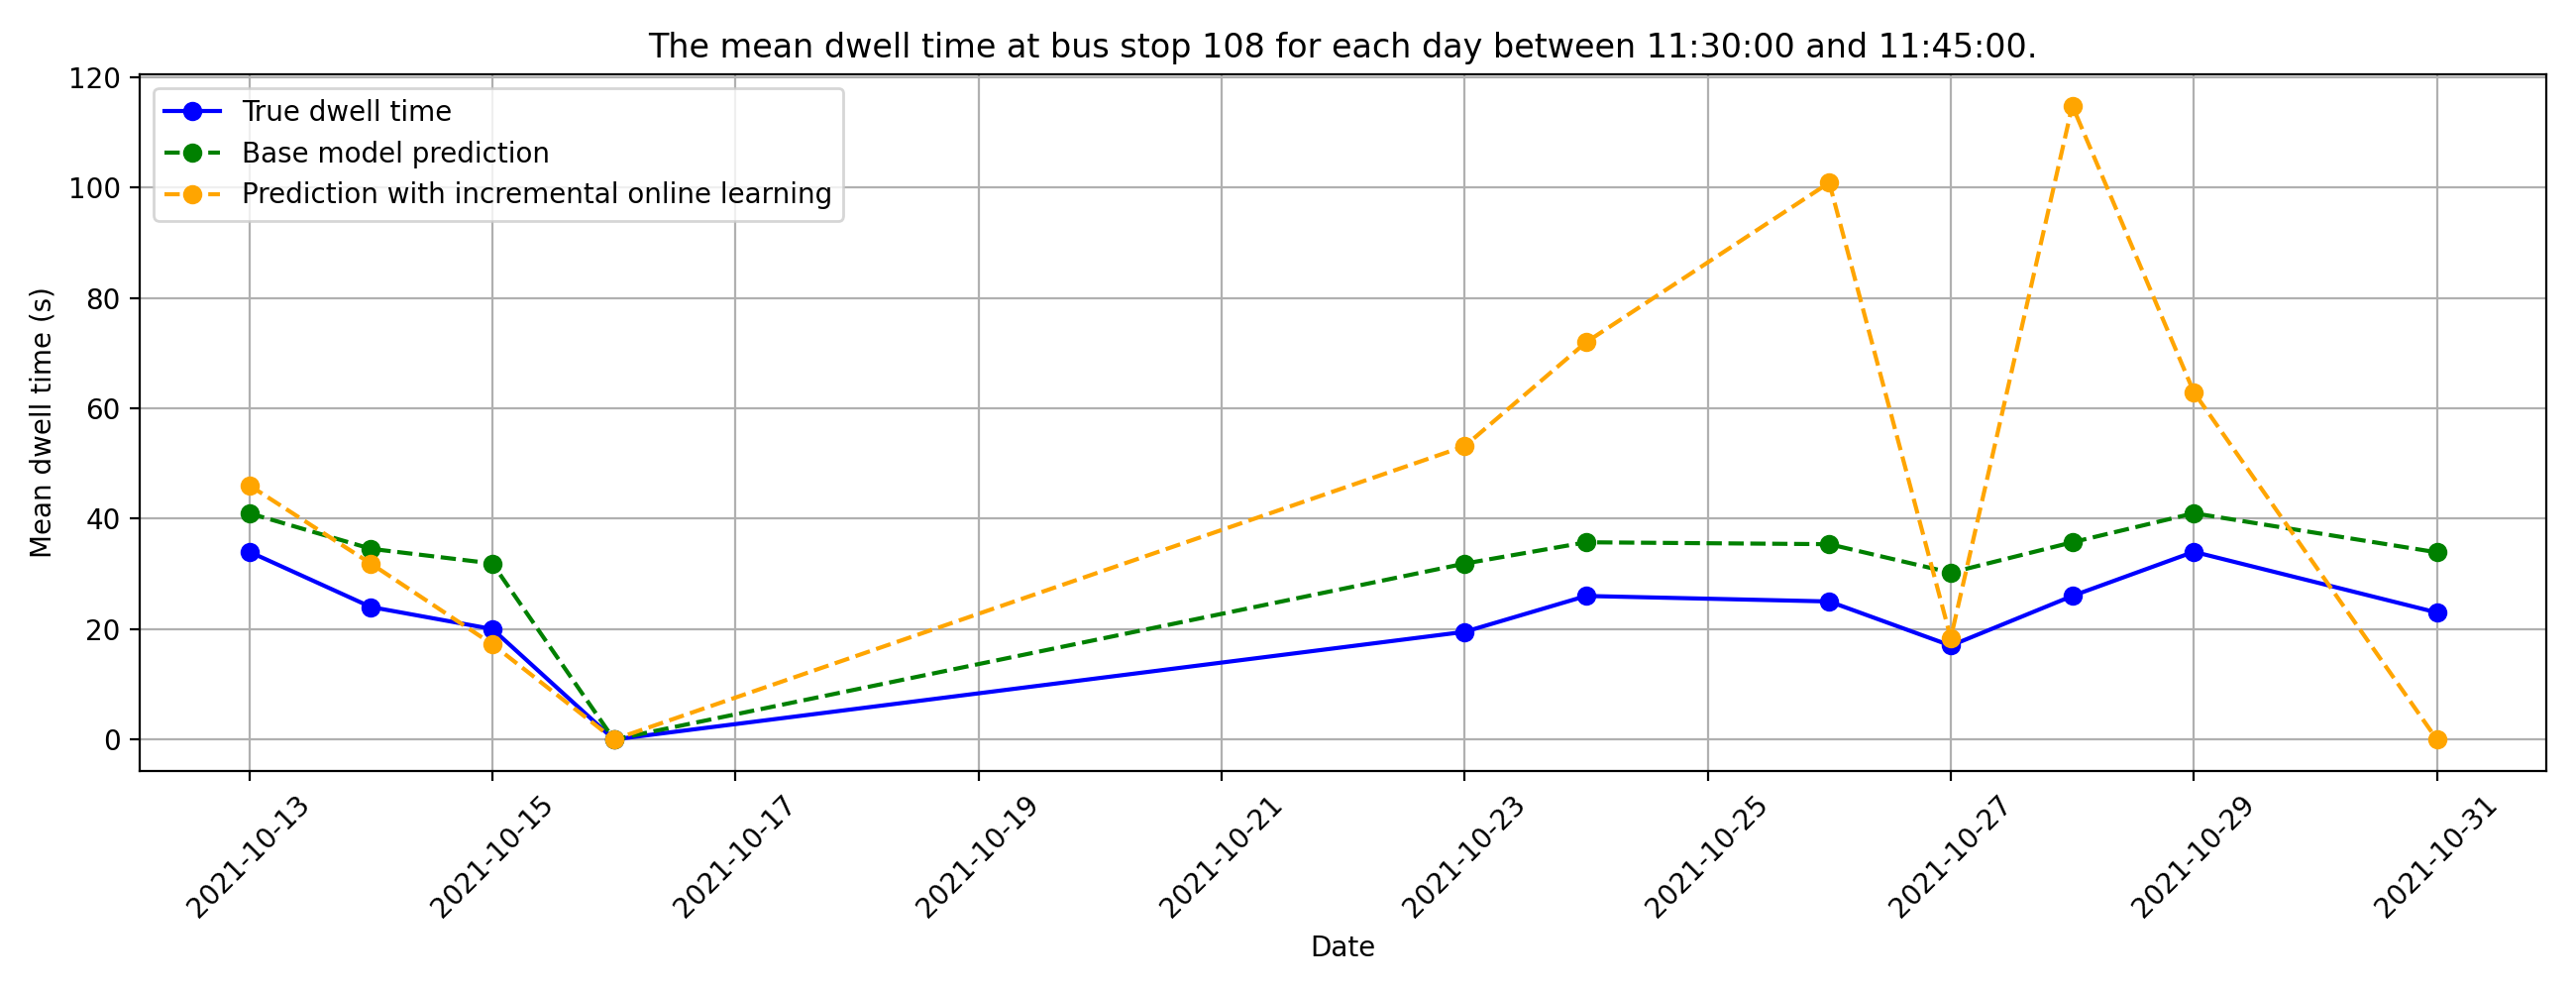 The mean dwell time at bus stop 108 for each day between 11:30:00 and 11:45:00.
True dwell time
Base model prediction
Prediction with incremental online learning
Mean dwell time (s)
120
100
80
60
40
20
0
2021-10-13
2021-10-15
2021-10-17
2021-10-19
2021-10-21
2021-10-23
2021-10-25
2021-10-27
2021-10-29
2021-10-31
Date